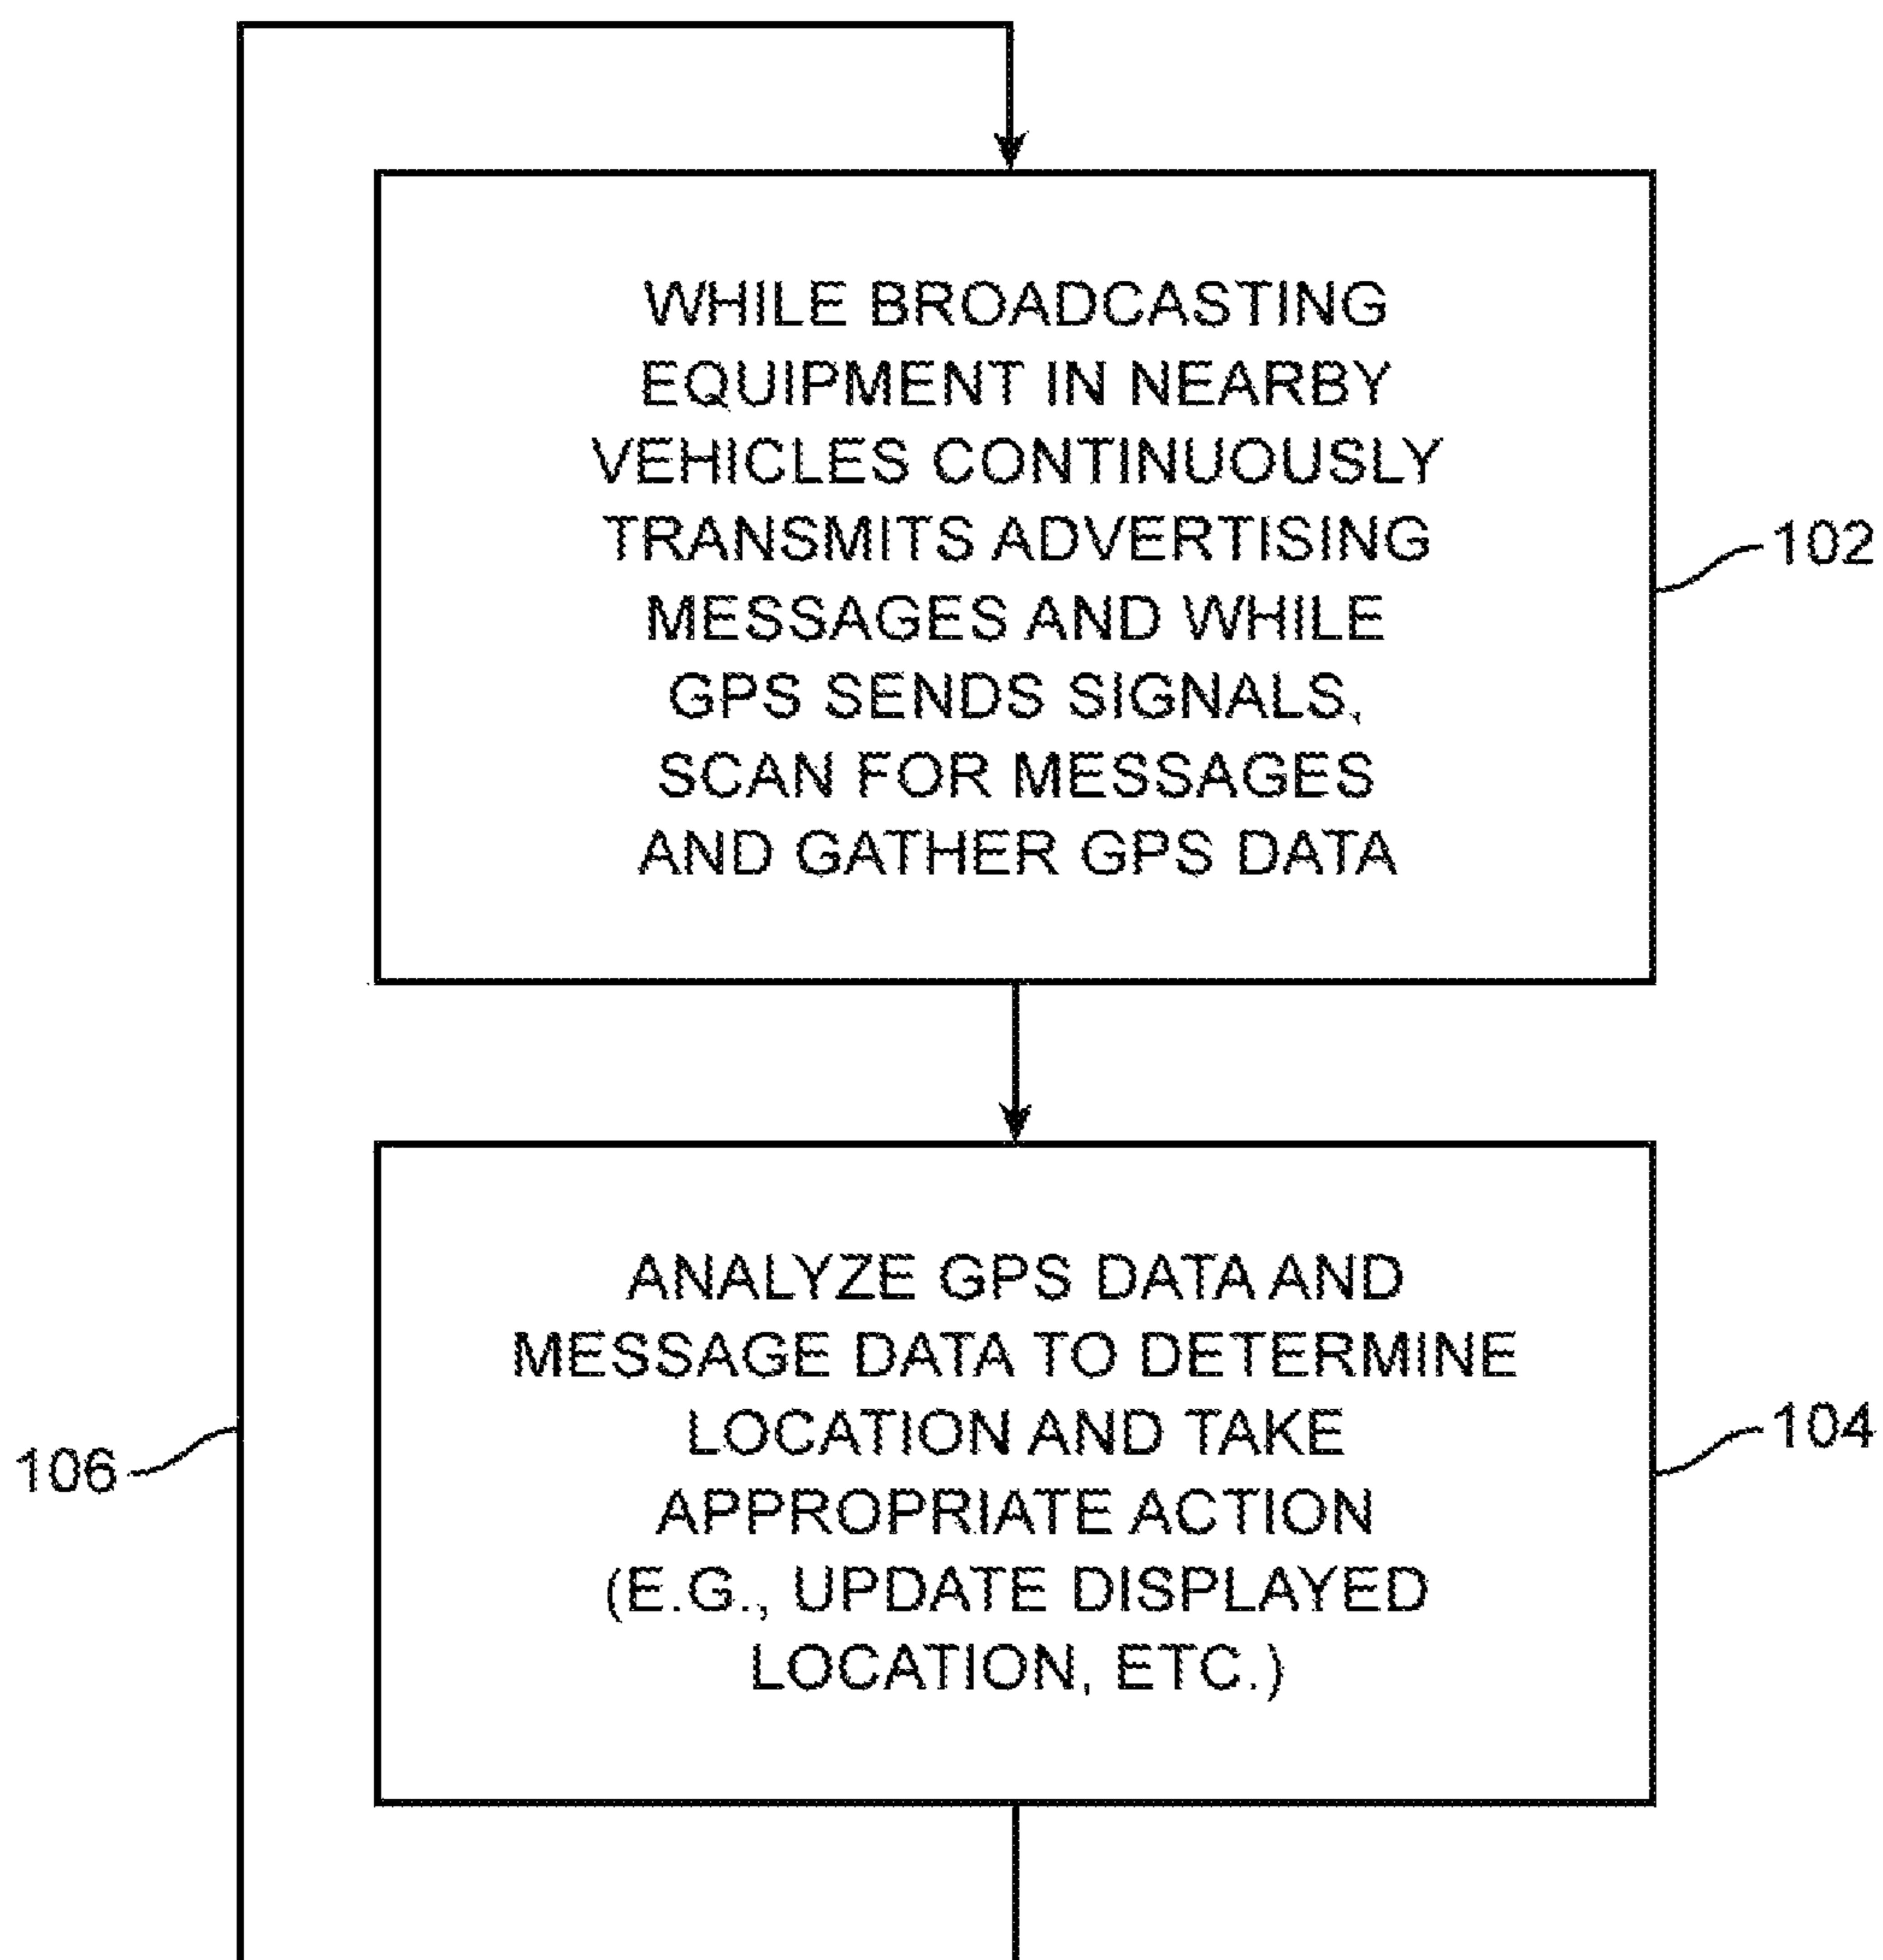 WHILE BROADCASTING
EQUIPMENT IN NEARBY
VEHICLES CONTINUOUSLY
TRANSMITS ADVERTISING
MESSAGES AND WHILE
GPS SENDS SIGNALS,
SCAN FOR MESSAGES
AND GATHER GPS DATA
102
ANALYZE GPS DATA AND
MESSAGE DATA TO DETERMINE
LOCATION AND TAKE
APPROPRIATE ACTION
(E.G., UPDATE DISPLAYED
LOCATION, ETC.)
104
106